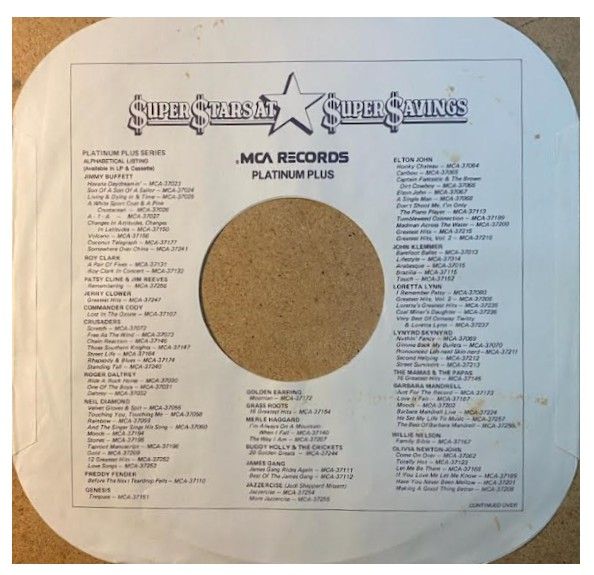 $UPER $TARS AT $UPER $AVINGS
MCA RECORDS
PLATINUM PLUS
PLATINUM PLUS SERIES
ALPHABETICAL LISTING
(Available in LP & Cassette)
JIMMY BUFFETT
Havana Daydreamin' — MCA-37023
Son Of A Son Of A Sailor — MCA-37024
Living & Dying in ¾ Time — MCA-37025
A White Sport Coat & A Pink
Crustacean — MCA-37026
A-1-A — MCA-37027
Changes In Attitudes, Changes
In Latitudes — MCA-37150
Volcano — MCA-37156
Coconut Telegraph — MCA-37177
Somewhere Over China — MCA-37241
ROY CLARK
A Pair Of Fives — MCA-37131
Roy Clark In Concert — MCA-37132
PATSY CLINE & JIM REEVES
Remembering — MCA-37256
JERRY CLOWER
Greatest Hits — MCA-37247
COMMANDER CODY
Lost In The Ozone — MCA-37107
CRUSADERS
Scratch — MCA-37072
Free As The Wind — MCA-37073
Chain Reaction — MCA-37146
Those Southern Knights — MCA-37147
Street Life — MCA-37164
Rhapsody & Blues — MCA-37174
Standing Tall — MCA-37240
ROGER DALTREY
Ride A Rock Horse — MCA-37030
One Of The Boys — MCA-37031
Daltrey — MCA-37032
NEIL DIAMOND
Velvet Gloves & Spit — MCA-37056
Touching You, Touching Me — MCA-37058
Rainbow — MCA-37059
And The Singer Sings His Song — MCA-37060
Moods — MCA-37194
Stones — MCA-37195
Taproot Manuscript — MCA-37196
Gold — MCA-37209
12 Greatest Hits — MCA-37252
Love Songs — MCA-37253
FREDDY FENDER
Before The Next Teardrop Falls — MCA-37110
GENESIS
Trespass — MCA-37151
GOLDEN EARRING
Moontan — MCA-37172
GRASS ROOTS
16 Greatest Hits — MCA-37154
MERLE HAGGARD
I'm Always On A Mountain
When I Fall — MCA-37140
The Way I Am — MCA-37207
BUDDY HOLLY & THE CRICKETS
20 Golden Greats — MCA-37244
JAMES GANG
James Gang Rides Again — MCA-37111
Best Of The James Gang — MCA-37112
JAZZERCISE (Judi Sheppard Missett)
Jazzercise — MCA-37254
More Jazzercise — MCA-37255
ELTON JOHN
Honky Chateau — MCA-37064
Caribou — MCA-37065
Captain Fantastic & The Brown
Dirt Cowboy — MCA-37066
Elton John — MCA-37067
A Single Man — MCA-37068
Don't Shoot Me, I'm Only
The Piano Player — MCA-37113
Tumbleweed Connection — MCA-37199
Madman Across The Water — MCA-37200
Greatest Hits — MCA-37215
Greatest Hits, Vol. 2 — MCA-37216
JOHN KLEMMER
Barefoot Ballet — MCA-37013
Lifestyle — MCA-37014
Arabesque — MCA-37015
Brazilia — MCA-37115
Touch — MCA-37152
LORETTA LYNN
I Remember Patsy — MCA-37080
Greatest Hits, Vol. 2 — MCA-37205
Loretta's Greatest Hits — MCA-37235
Coal Miner's Daughter — MCA-37236
Very Best Of Conway Twitty
& Loretta Lynn — MCA-37237
LYNYRD SKYNYRD
Nuthin' Fancy — MCA-37069
Gimme Back My Bullets — MCA-37070
Pronounced Leh-nerd Skin-nerd — MCA-37211
Second Helping — MCA-37212
Street Survivors — MCA-37213
THE MAMAS & THE PAPAS
16 Greatest Hits — MCA-37145
BARBARA MANDRELL
Just For The Record — MCA-37173
Love Is Fair — MCA-37187
Moods — MCA-37203
Barbara Mandrell Live — MCA-37224
He Set My Life To Music — MCA-37257
The Best Of Barbara Mandrell — MCA-37258
WILLIE NELSON
Family Bible — MCA-37167
OLIVIA NEWTON-JOHN
Come On Over — MCA-37062
Totally Hot — MCA-37123
Let Me Be There — MCA-37168
If You Love Me Let Me Know — MCA-37185
Have You Never Been Mellow — MCA-37201
Making A Good Thing Better — MCA-37208
CONTINUED OVER